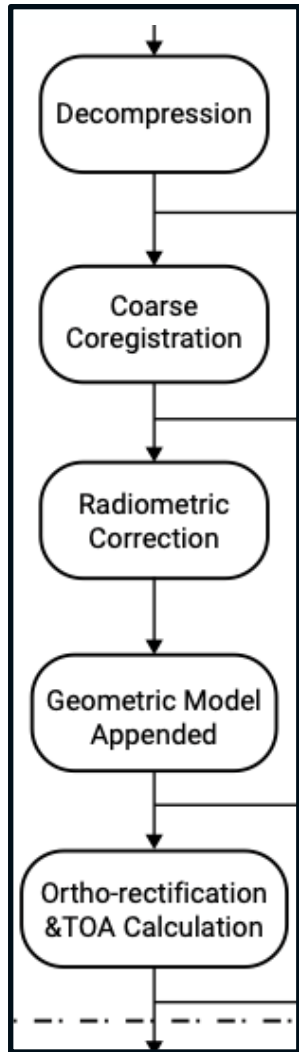 Decompression
Coarse
Coregistration
Radiometric
Correction
Geometric Model
Appended
Ortho-rectification
&TOA Calculation